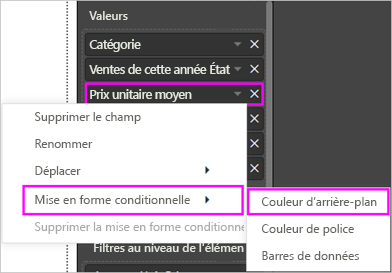 Valeurs
Catégorie
Ventes de cette année État
Prix unitaire moyen
Supprimer le champ
Renommer
Déplacer
Mise en forme conditionnelle
Couleur d'arrière-plan
Supprimer la mise en forme conditionne
Couleur de police
Filtres au niveau de l'élémen
Barres de données